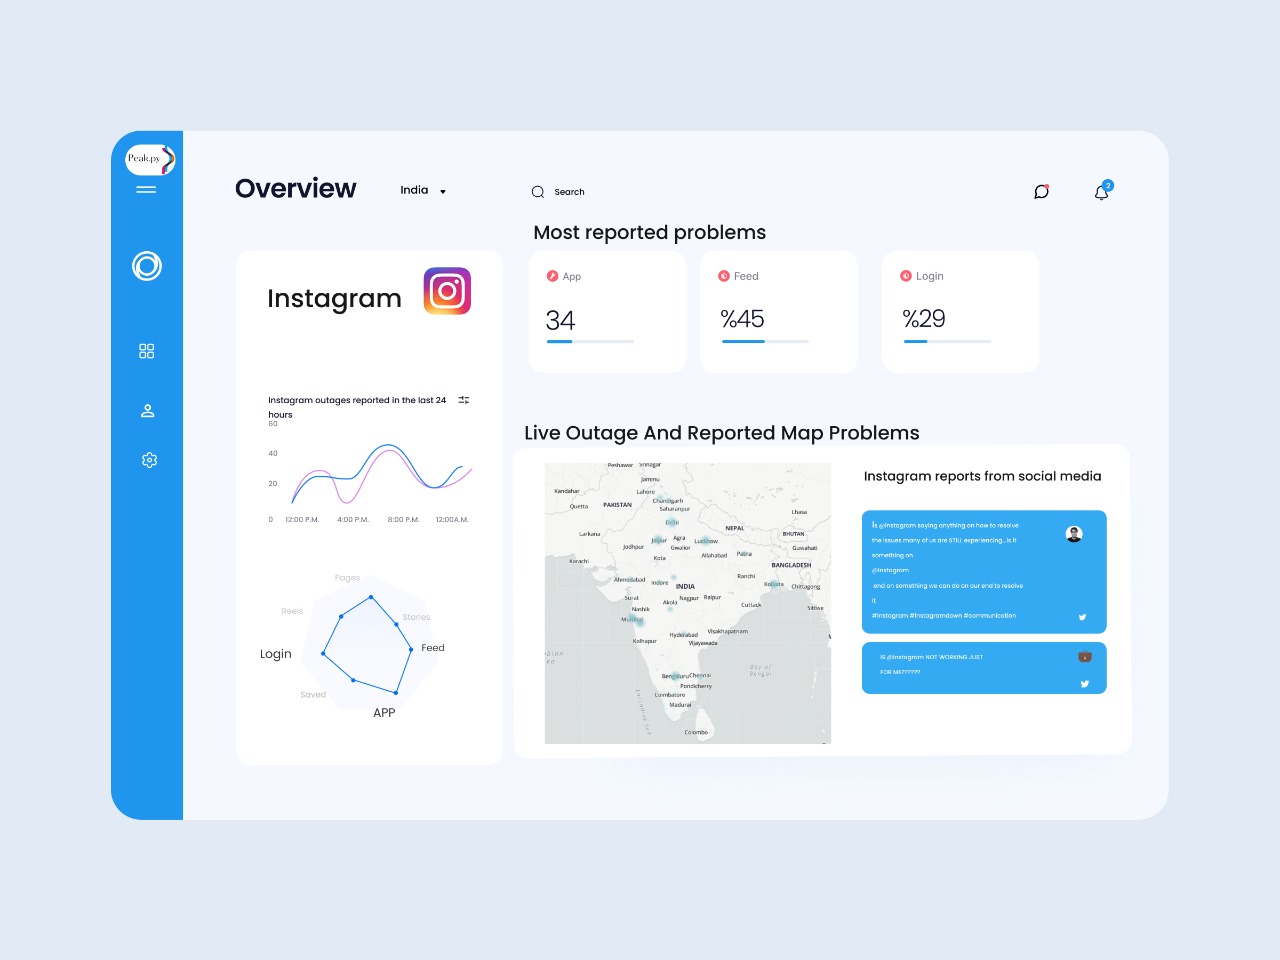 Peak.py
Overview
India
Search
2
Most reported problems
Instagram
App
34
Feed
%45
Login
%29
Instagram outages reported in the last 24
hours
60
40
20
0
12:00 P.M.
4:00 P.M.
8:00 P.M.
12:00A.M.
Pages
Reels
Stories
Login
Feed
Saved
APP
Live Outage And Reported Map Problems
Peshawar
Srinagar
Jammu
Kandahar
Lahore
Quetta
PAKISTAN
Chandigarh
Saharanpur
Lhasa
Delhi
NEPAL
Larkana
BHUTAN
Jaipur
Agra
Lucknow
Jodhpur
Gwalior
Guwahati
Kota
Allahabad
Patna
Karachi
BANGLADESH
Ranchi
Ahmedabad
Indore
INDIA
Kolkata
Chittagong
Surat
Akola
Nagpur
Raipur
Nashik
Cuttack
Sittwe
Mumbai
Hyderabad
Visakhapatnam
Kolhapur
Vijayawada
Bay of
Bengal
Bengaluru
Chennai
Pondicherry
Coimbatore
Madurai
Laccadive Sea
Colombo
Instagram reports from social media
Is @Instagram saying anything on how to resolve
the issues many of us are STILL experiencing...is it
something on
@Instagram
end on something we can do on our end to resolve
it
#Instagram #instagramdown #communication
IS @Instagram NOT WORKING JUST
FOR ME??????